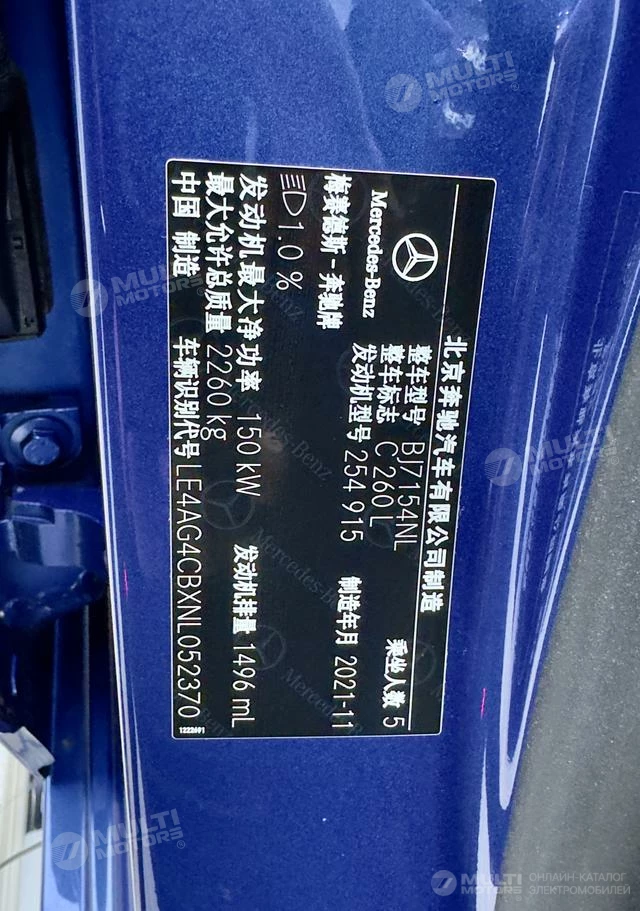 北京奔驰汽车有限公司制造
Mercedes-Benz
整车型号 BJ7154NL
乘坐人数 5
整车标志 C 260 L
梅赛德斯-奔驰牌
发动机型号 254 915
制造年月 2021-11
1.0 %
发动机最大净功率 150 kW
发动机排量 1496 mL
最大允许总质量 2260 kg
中国 制造
车辆识别代号 LE4AG4CBXNL052370
1222691
MULTI
MOTORS
MULTI
MOTORS
MULTI
MOTORS
MULTI
MOTORS
MULTI
MOTORS
ОНЛАЙН-КАТАЛОГ
ЭЛЕКТРОМОБИЛЕЙ